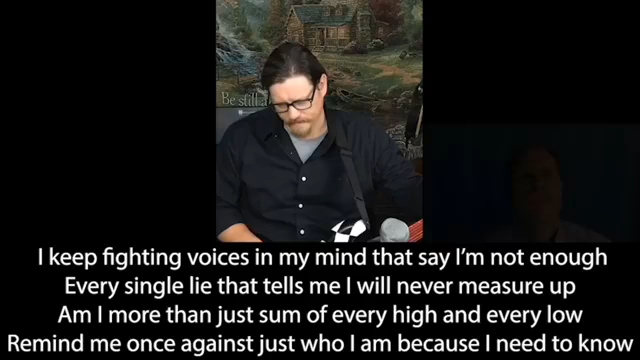 Be still a
I keep fighting voices in my mind that say I'm not enough
Every single lie that tells me I will never measure up
Am I more than just sum of every high and every low
Remind me once against just who I am because I need to know